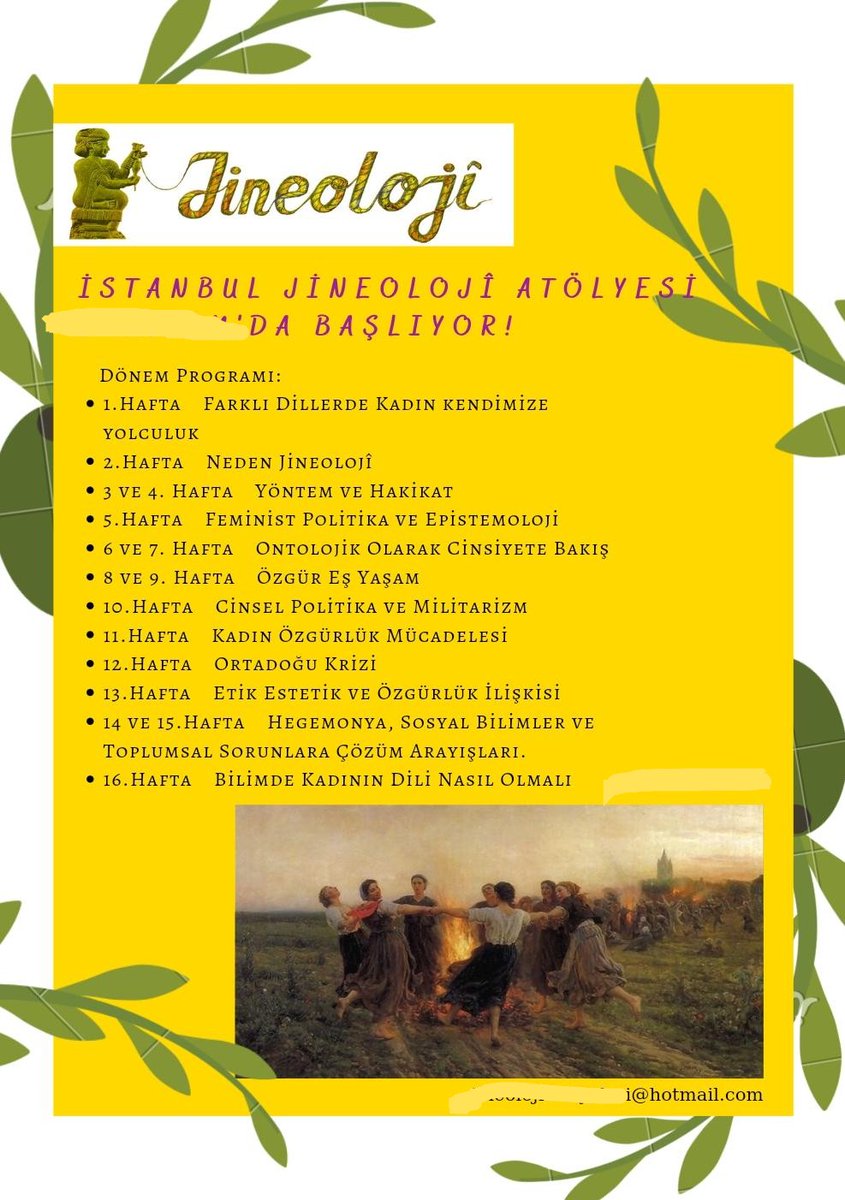 Jineolojî
İSTANBUL JİNEOLOJÎ ATÖLYESİ
'DA BAŞLIYOR!
Dönem Programı:
1.Hafta Farklı Dillerde Kadın kendimize
yolculuk
2.Hafta Neden Jineolojî
3 ve 4. Hafta Yöntem ve Hakikat
5.Hafta Feminist Politika ve Epistemoloji
6 ve 7. Hafta Ontolojik Olarak Cinsiyete Bakış
8 ve 9. Hafta Özgür Eş Yaşam
10.Hafta Cinsel Politika ve Militarizm
11.Hafta Kadın Özgürlük Mücadelesi
12.Hafta Ortadoğu Krizi
13.Hafta Etik Estetik ve Özgürlük İlişkisi
14 ve 15.Hafta Hegemonya, Sosyal Bilimler ve
Toplumsal Sorunlara Çözüm Arayışları.
16.Hafta Bilimde Kadının Dili Nasıl Olmalı
i@hotmail.com